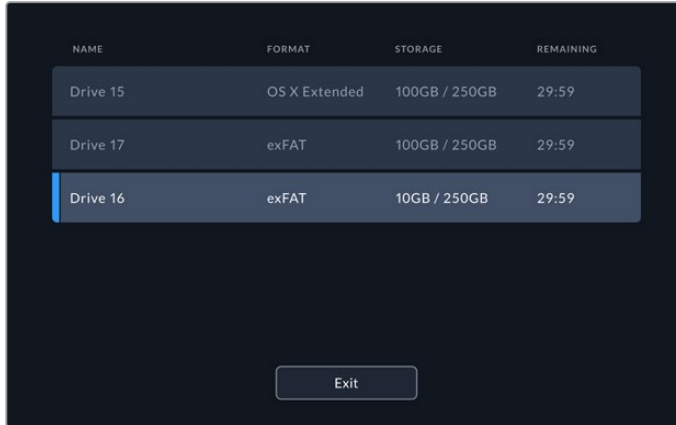 NAME FORMAT STORAGE REMAINING
Drive 15 OS X Extended 100GB / 250GB 29:59
Drive 17 exFAT 100GB / 250GB 29:59
Drive 16 exFAT 10GB / 250GB 29:59
Exit